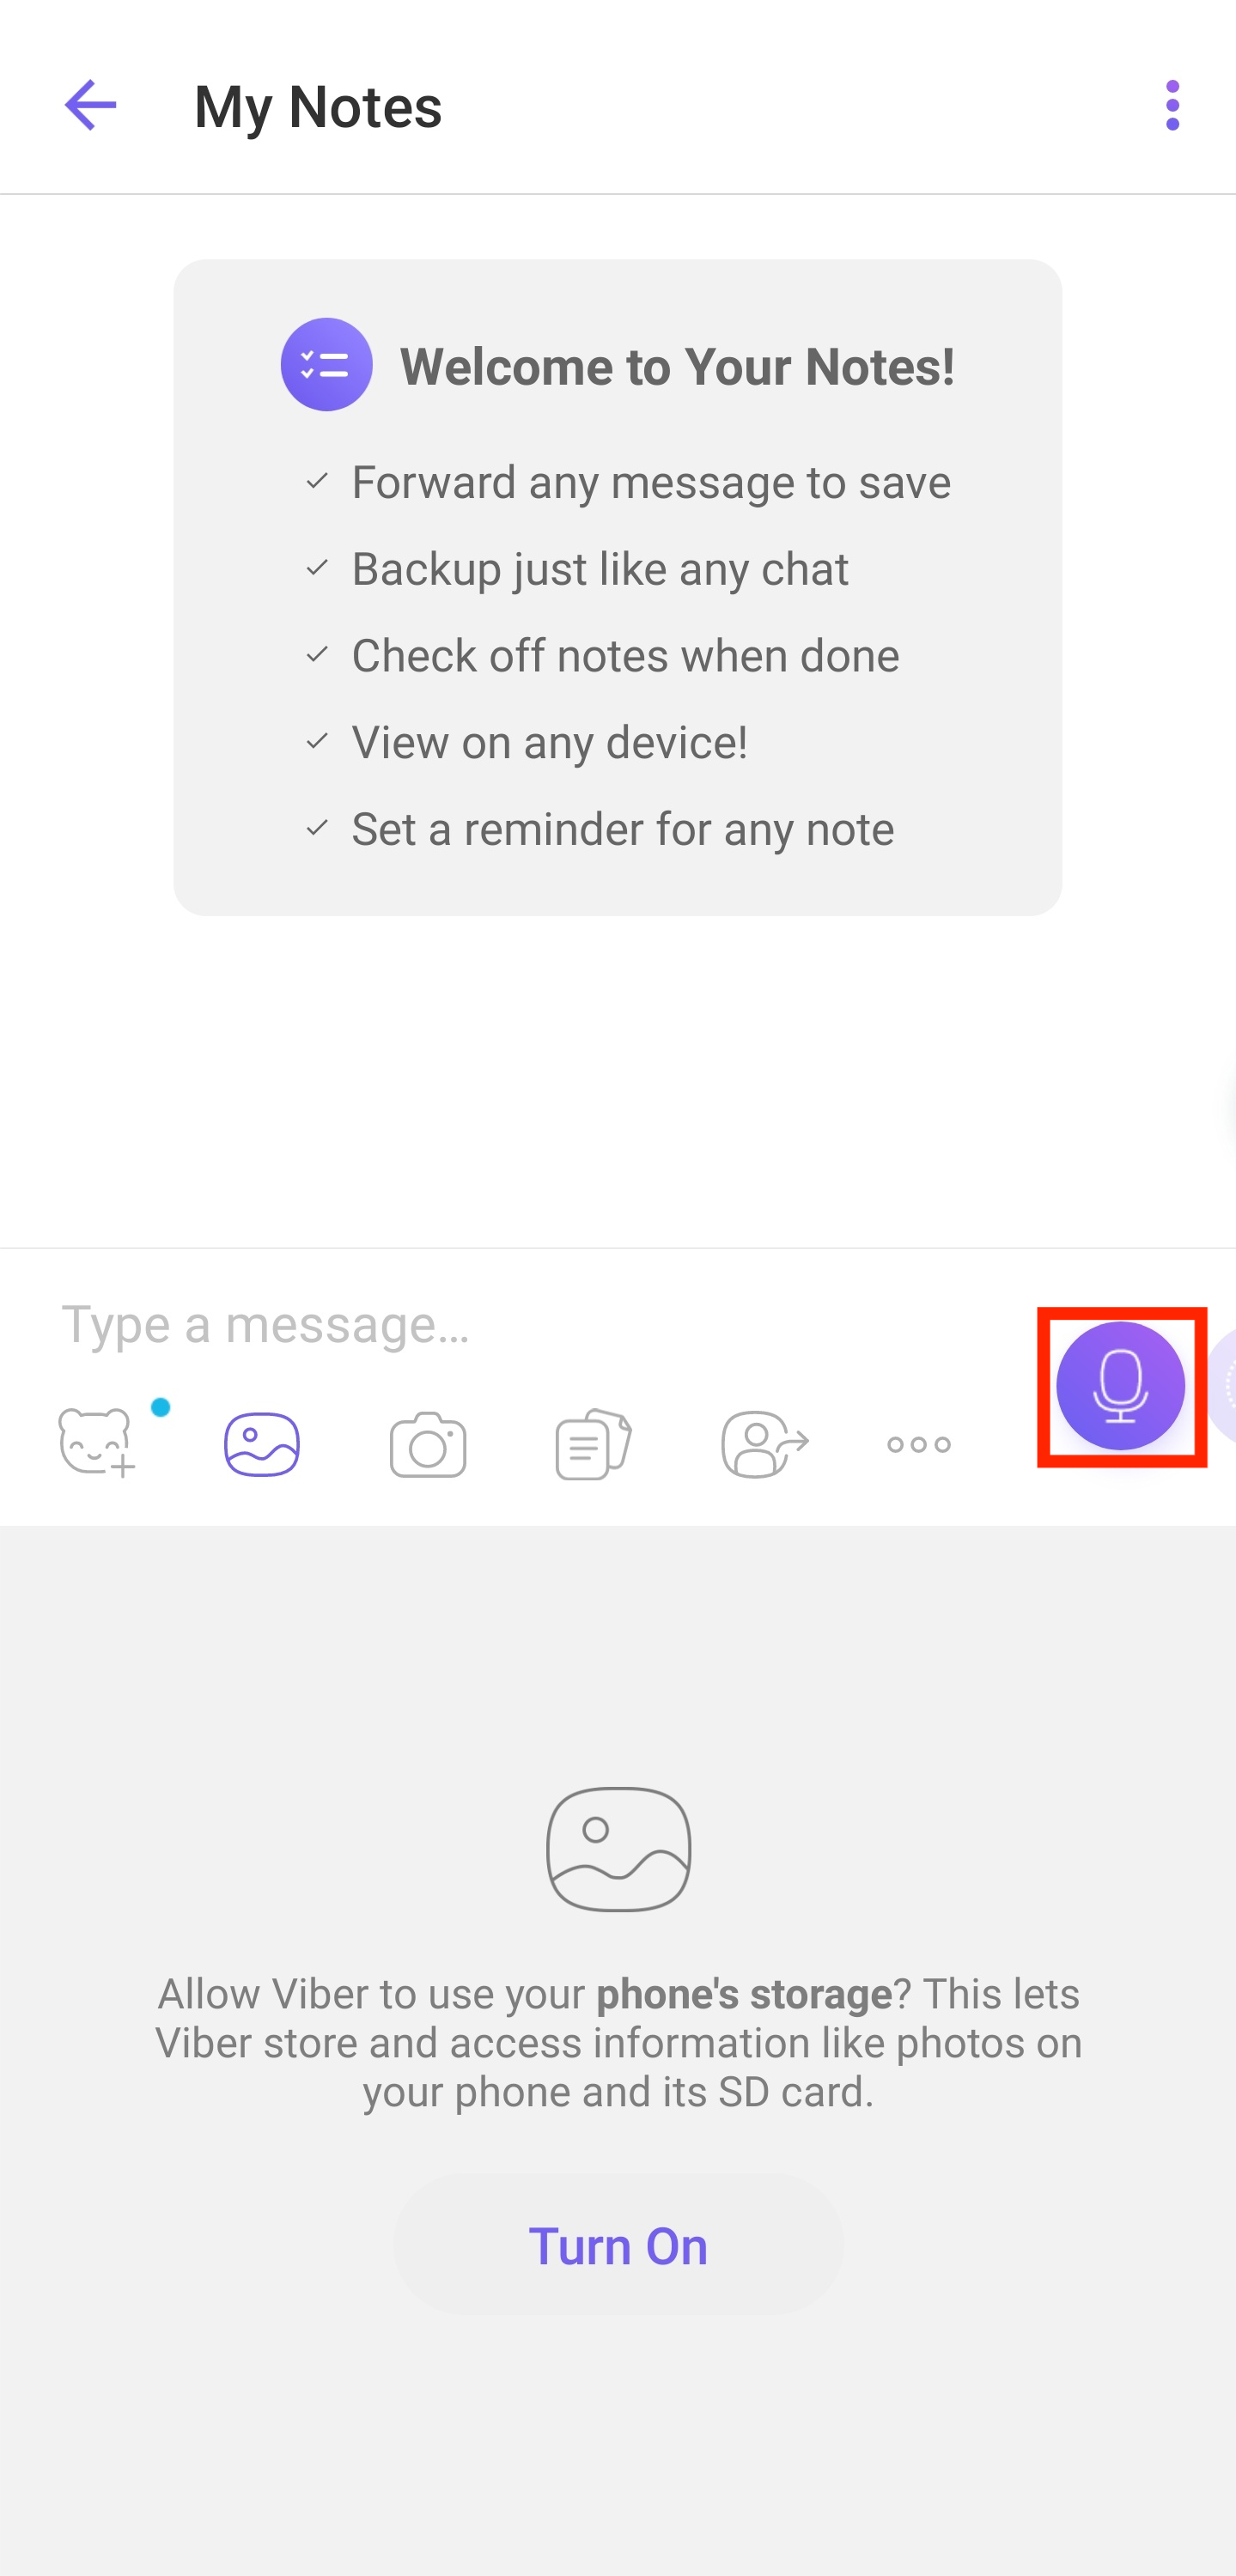 My Notes
Welcome to Your Notes!
Forward any message to save
Backup just like any chat
Check off notes when done
View on any device!
Set a reminder for any note
Type a message...
Allow Viber to use your phone's storage? This lets
Viber store and access information like photos on
your phone and its SD card.
Turn On